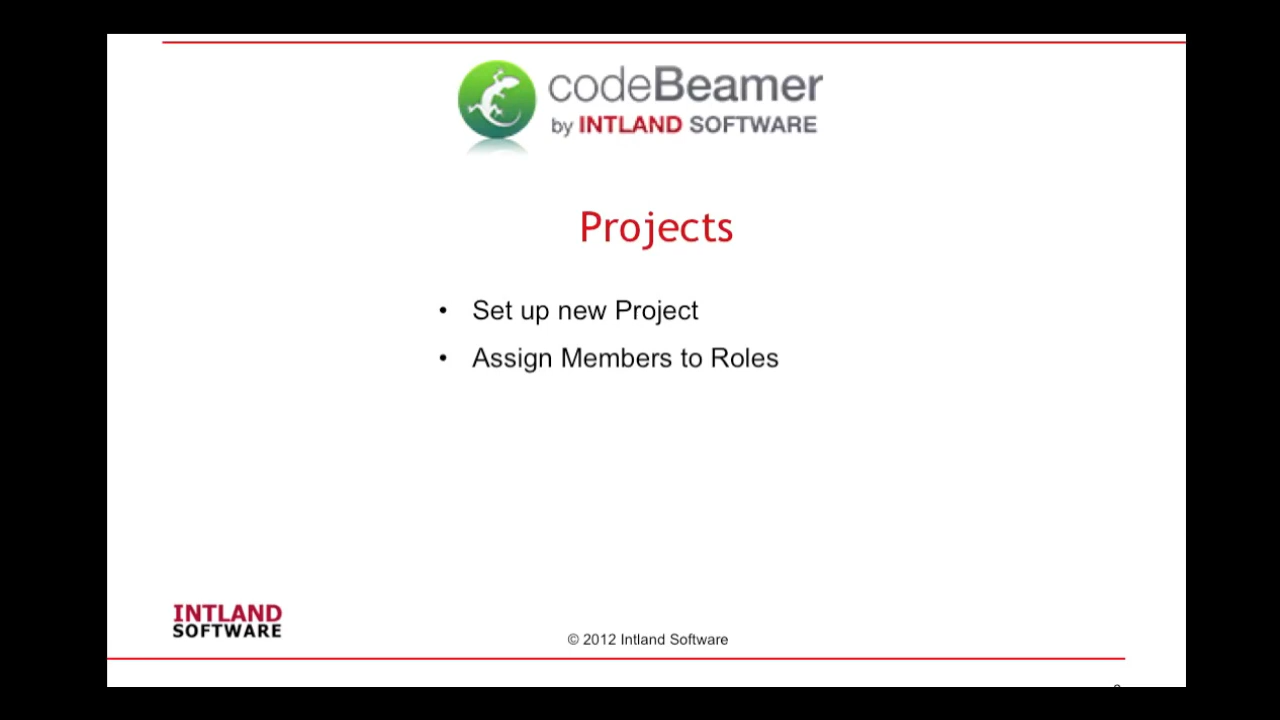 codeBeamer
by INTLAND SOFTWARE
Projects
• Set up new Project
• Assign Members to Roles
INTLAND
SOFTWARE
© 2012 Intland Software